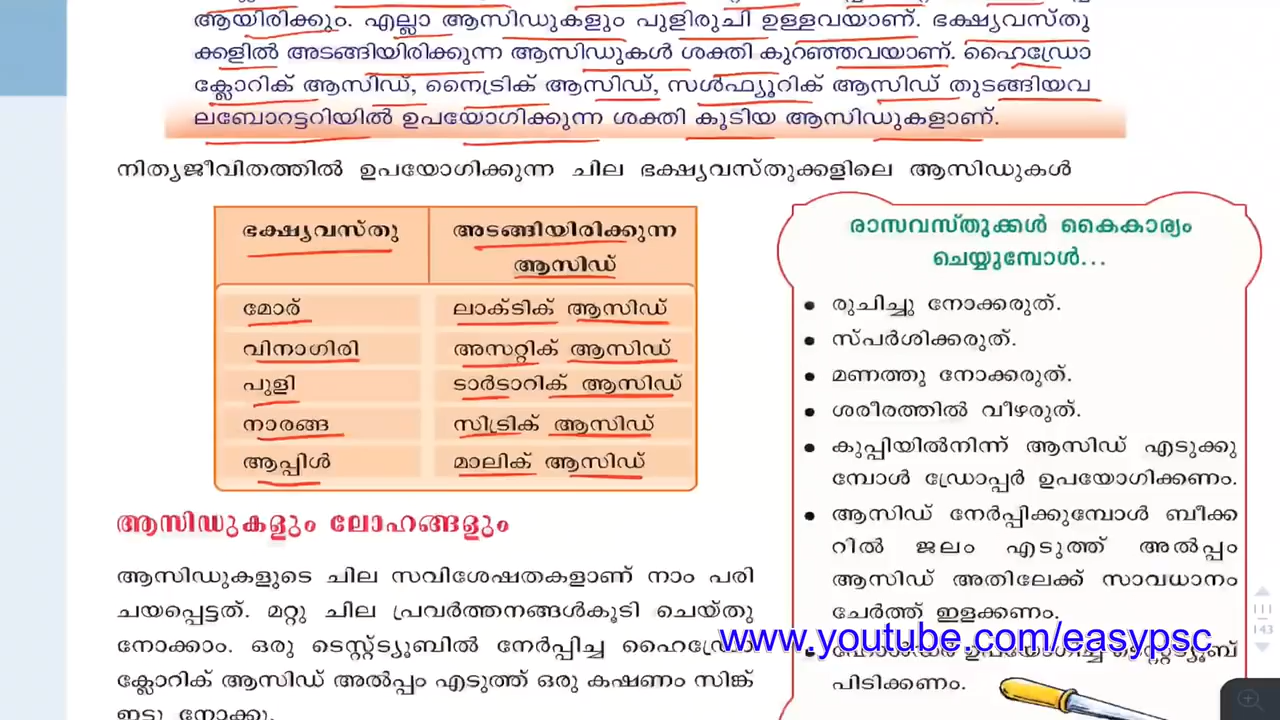 ആയിരിക്കും. എല്ലാ ആസിഡുകളും പുളിരുചി ഉള്ളവയാണ്. ഭക്ഷ്യവസ്തു
ക്കളിൽ അടങ്ങിയിരിക്കുന്ന ആസിഡുകൾ ശക്തി കുറഞ്ഞവയാണ്. ഹൈഡ്രോ
ക്ലോറിക് ആസിഡ്, നൈട്രിക് ആസിഡ്, സൾഫ്യൂറിക് ആസിഡ് തുടങ്ങിയവ
ലബോറട്ടറിയിൽ ഉപയോഗിക്കുന്ന ശക്തി കൂടിയ ആസിഡുകളാണ്.
നിത്യജീവിതത്തിൽ ഉപയോഗിക്കുന്ന ചില ഭക്ഷ്യവസ്തുക്കളിലെ ആസിഡുകൾ
ഭക്ഷ്യവസ്തു അടങ്ങിയിരിക്കുന്ന
ആസിഡ്
മോര് ലാക്ടിക് ആസിഡ്
വിനാഗിരി അസറ്റിക് ആസിഡ്
പുളി ടാർടാറിക് ആസിഡ്
നാരങ്ങ സിട്രിക് ആസിഡ്
ആപ്പിൾ മാലിക് ആസിഡ്
ആസിഡുകളും ലോഹങ്ങളും
ആസിഡുകളുടെ ചില സവിശേഷതകളാണ് നാം പരി
ചയപ്പെട്ടത്. മറ്റു ചില പ്രവർത്തനങ്ങൾകൂടി ചെയ്തു
നോക്കാം. ഒരു ടെസ്റ്റ്ട്യൂബിൽ നേർപ്പിച്ച ഹൈഡ്രോ
ക്ലോറിക് ആസിഡ് അൽപ്പം എടുത്ത് ഒരു കഷണം സിങ്ക്
ഇട്ടു നോക്കൂ.
രാസവസ്തുക്കൾ കൈകാര്യം
ചെയ്യുമ്പോൾ...
• രുചിച്ചു നോക്കരുത്.
• സ്പർശിക്കരുത്.
• മണത്തു നോക്കരുത്.
• ശരീരത്തിൽ വീഴരുത്.
• കുപ്പിയിൽനിന്ന് ആസിഡ് എടുക്കു
മ്പോൾ ഡ്രോപ്പർ ഉപയോഗിക്കണം.
• ആസിഡ് നേർപ്പിക്കുമ്പോൾ ബീക്ക
റിൽ ജലം എടുത്ത് അൽപ്പം
ആസിഡ് അതിലേക്ക് സാവധാനം
ചേർത്ത് ഇളക്കണം.
• ഹോൾഡർ ഉപയോഗിച്ച് ടെസ്റ്റ്ട്യൂബ്
പിടിക്കണം.
www.youtube.com/easypsc
143